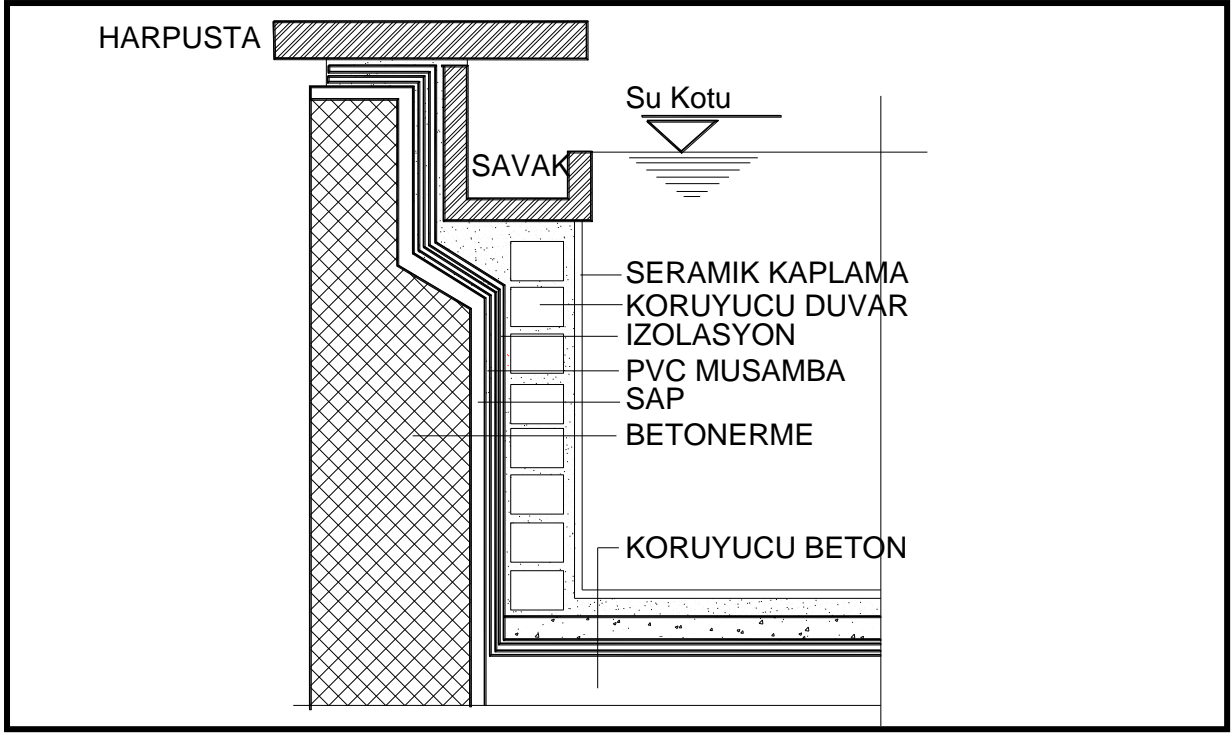 HARPUSTA
Su Kotu
SAVAK
SERAMIK KAPLAMA
KORUYUCU DUVAR
IZOLASYON
PVC MUSAMBA
SAP
BETONERME
KORUYUCU BETON